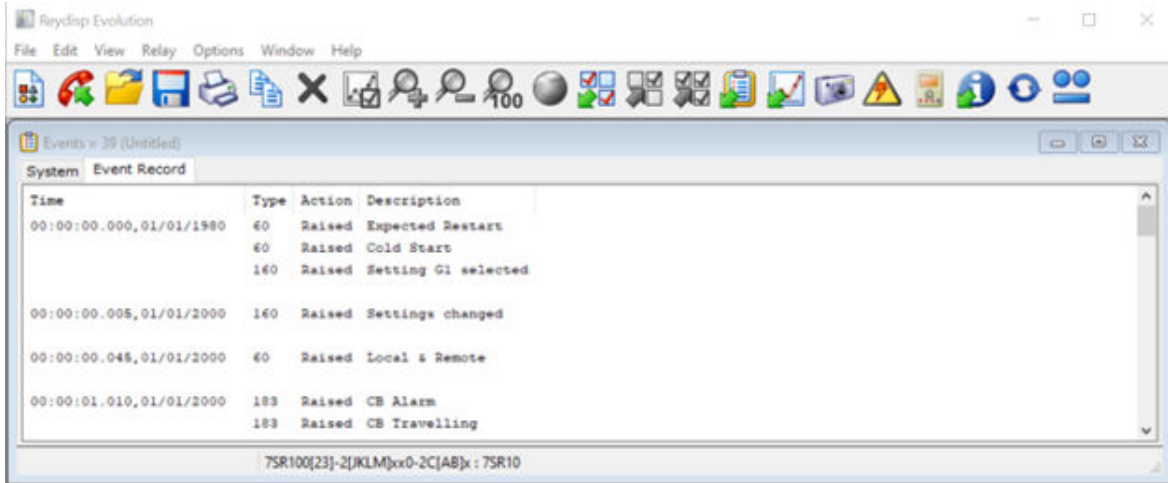 Reydisp Evolution
File Edit View Relay Options Window Help
100
Events = 39 (Untitled)
System Event Record
Time Type Action Description
00:00:00.000,01/01/1980 60 Raised Expected Restart
60 Raised Cold Start
160 Raised Setting G1 selected
00:00:00.005,01/01/2000 160 Raised Settings changed
00:00:00.045,01/01/2000 60 Raised Local & Remote
00:00:01.010,01/01/2000 183 Raised CB Alarm
183 Raised CB Travelling
7SR100[23]-2[JKLM]xx0-2C[AB]x : 7SR10